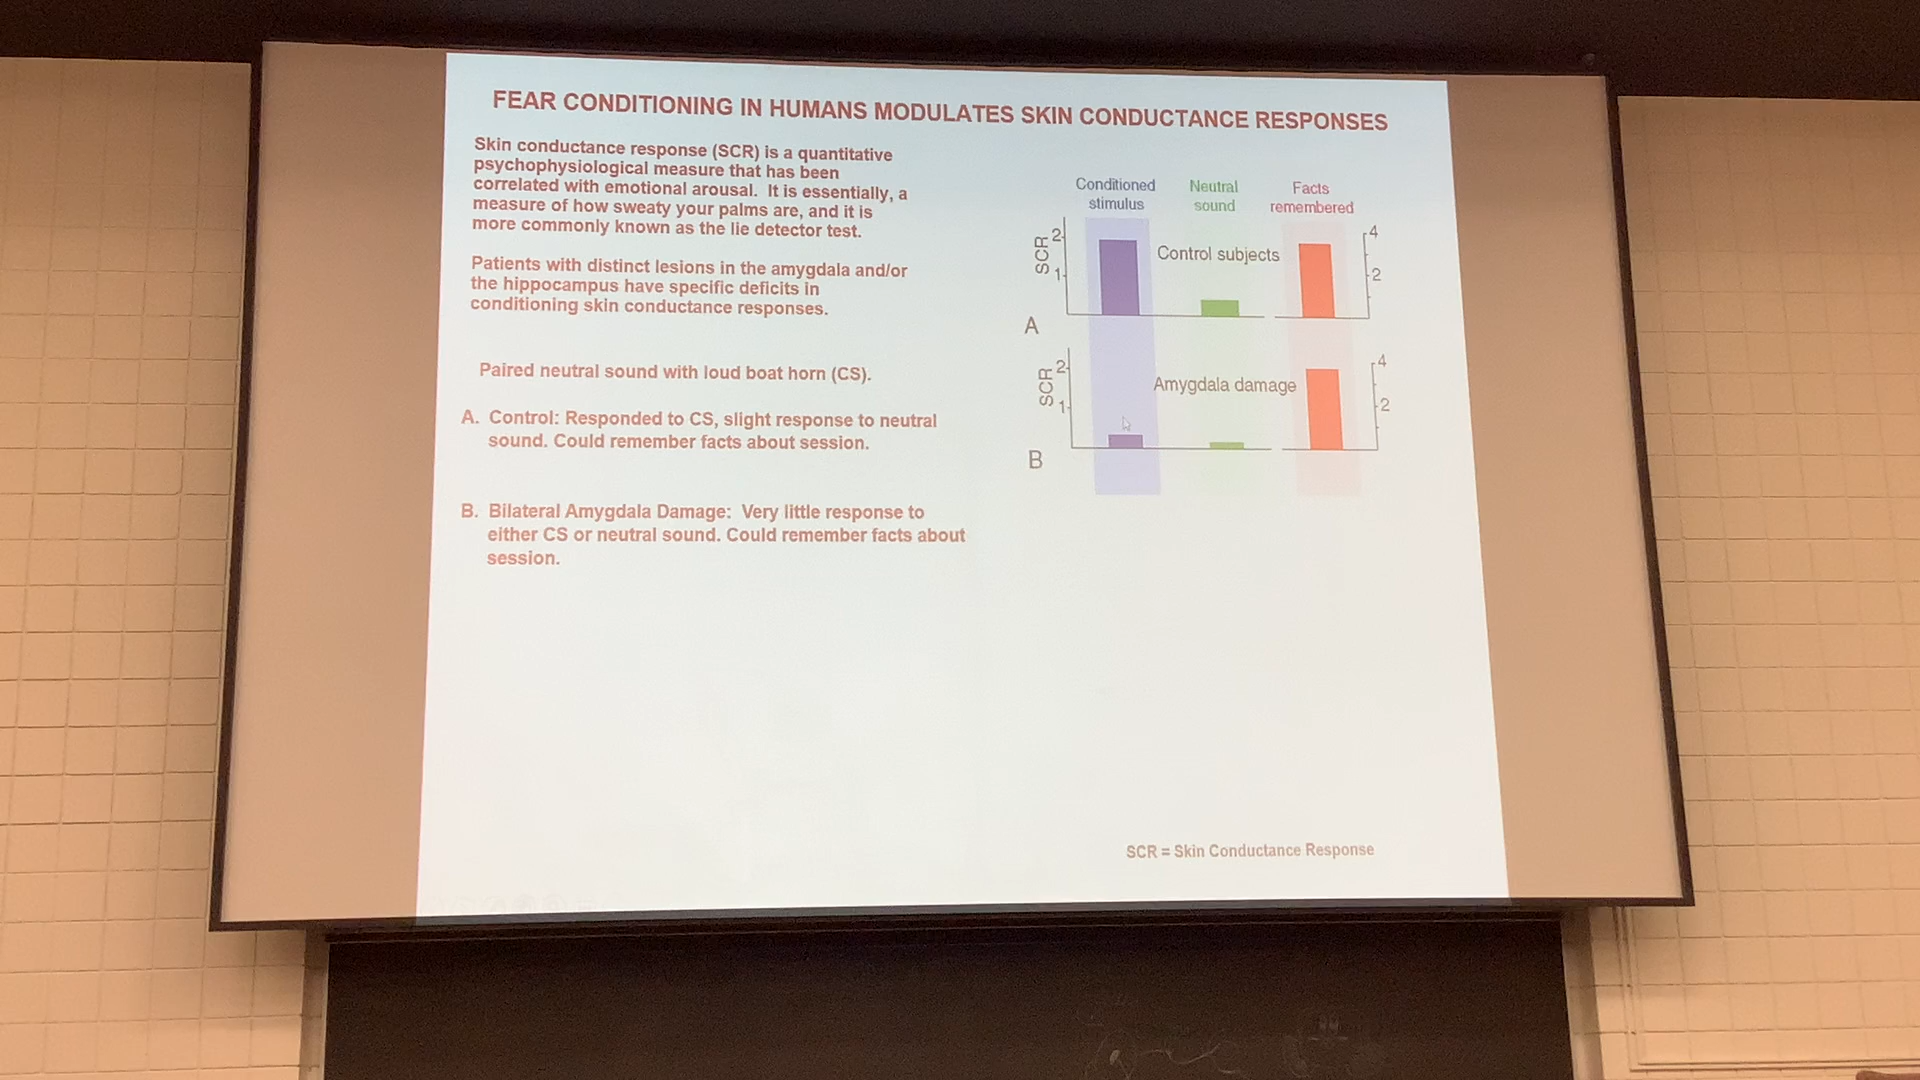 FEAR CONDITIONING IN HUMANS MODULATES SKIN CONDUCTANCE RESPONSES
Skin conductance response (SCR) is a quantitative
psychophysiological measure that has been
correlated with emotional arousal. It is essentially, a
measure of how sweaty your palms are, and it is
more commonly known as the lie detector test.
Patients with distinct lesions in the amygdala and/or
the hippocampus have specific deficits in
conditioning skin conductance responses.
Paired neutral sound with loud boat horn (CS).
A. Control: Responded to CS, slight response to neutral
sound. Could remember facts about session.
B. Bilateral Amygdala Damage: Very little response to
either CS or neutral sound. Could remember facts about
session.
Conditioned
stimulus
Neutral
sound
Facts
remembered
SCR
2
1
Control subjects
4
2
A
SCR
2
1
Amygdala damage
4
2
B
SCR = Skin Conductance Response